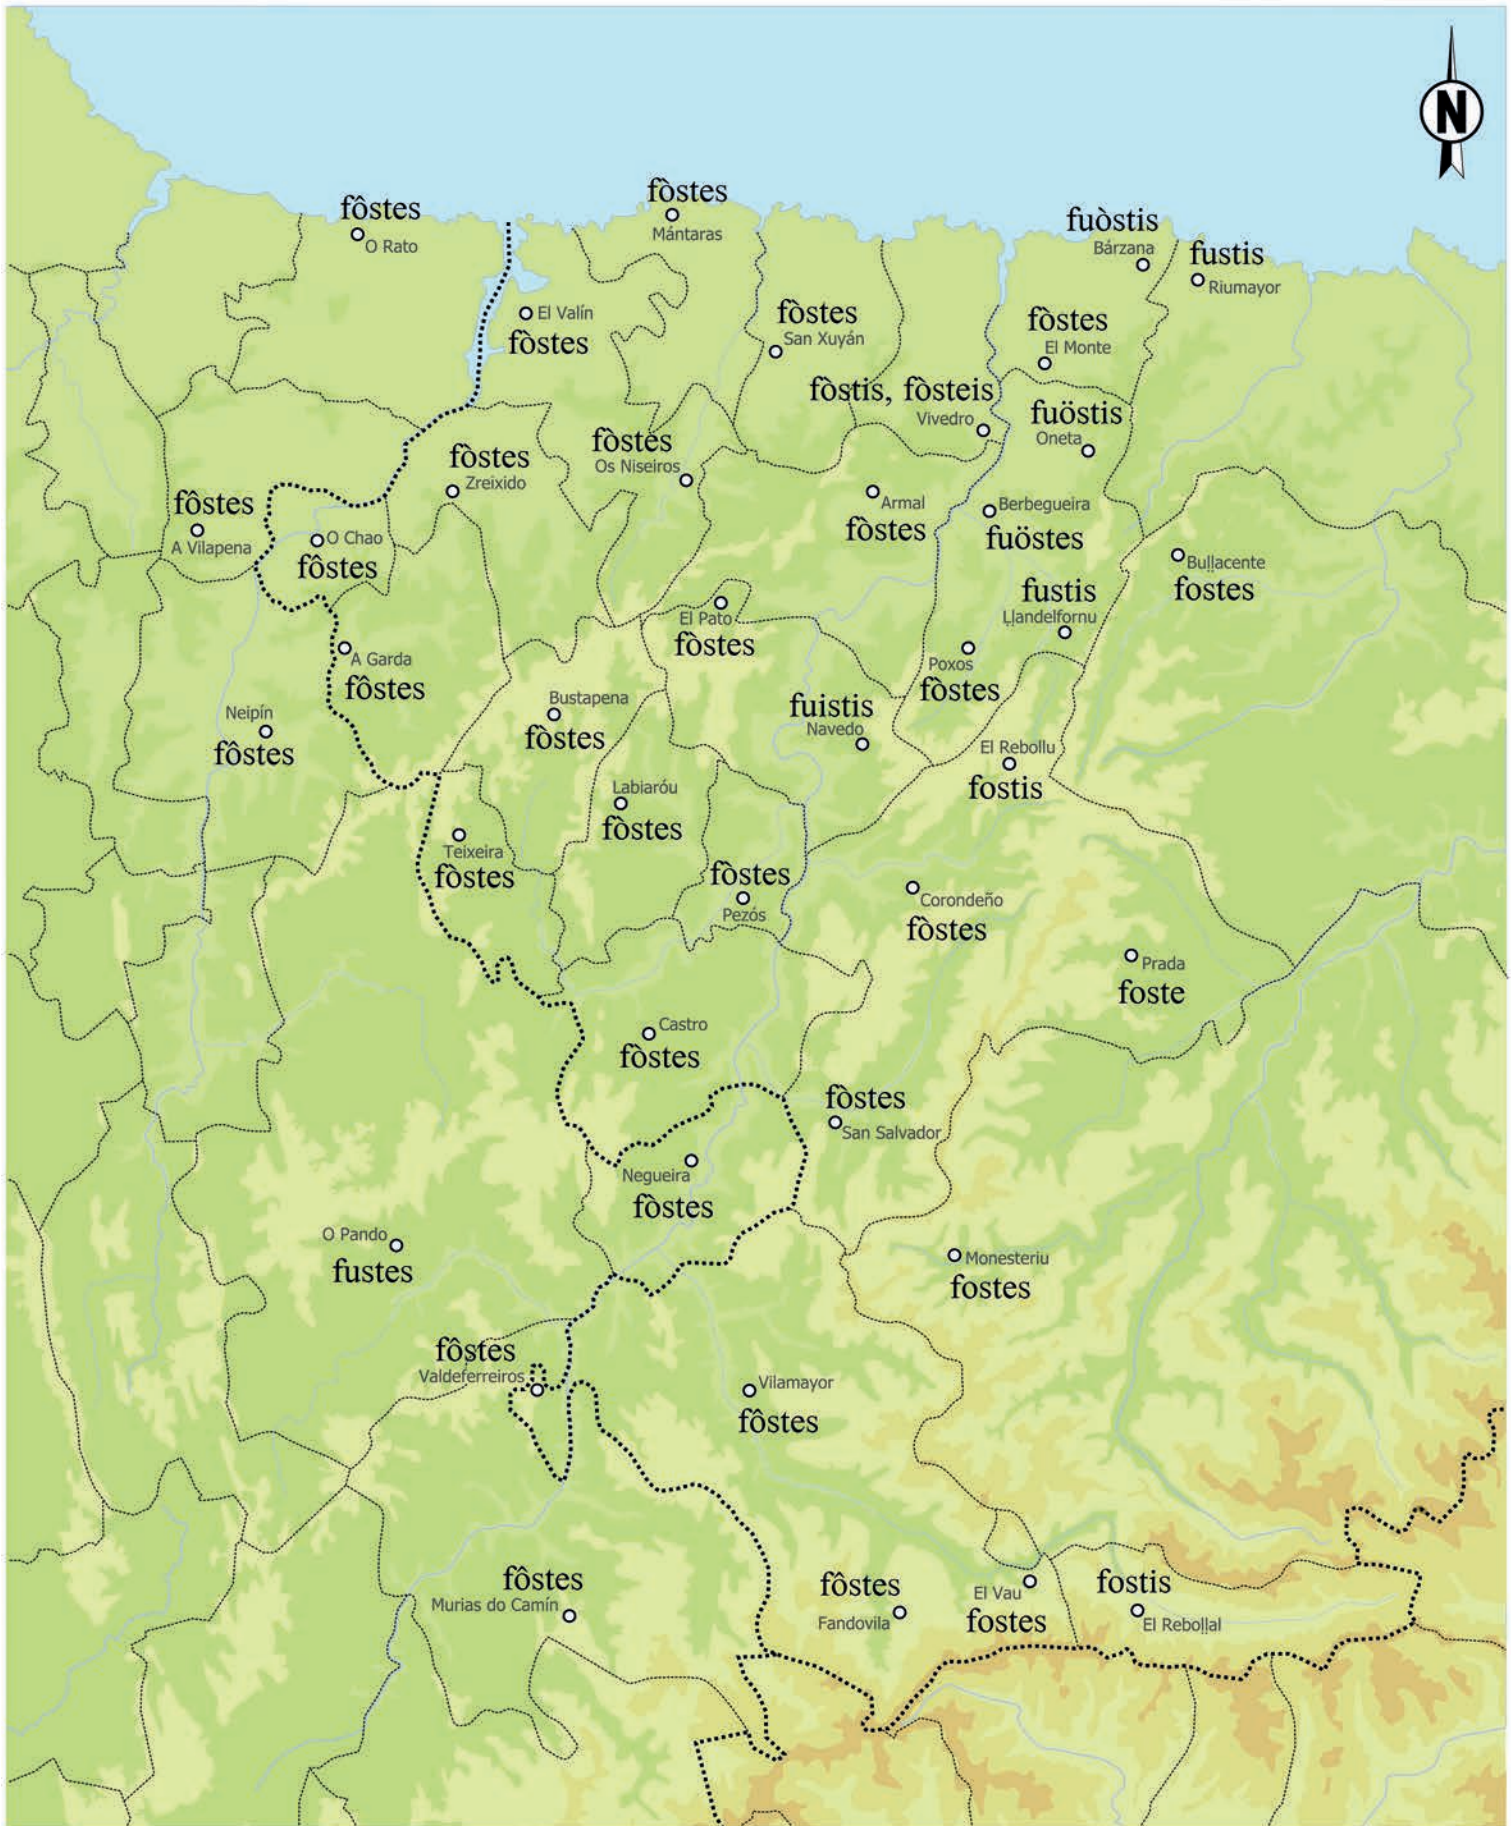 N
fòstes
Mántaras
fôstes
O Rato
fuòstis
Bárzana
fustis
Riumayor
El Valín
fòstes
fòstes
San Xuyán
fòstes
El Monte
fòstis, fòsteis
Vivedro
fuöstis
Oneta
fòstes
Os Niseiros
fòstes
Zreixido
fôstes
A Vilapena
O Chao
fôstes
Armal
fòstes
Berbegueira
fuöstes
Buḷḷacente
fostes
fustis
Ḷḷandelfornu
El Pato
fòstes
A Garda
fôstes
Poxos
fòstes
Bustapena
fòstes
fuistis
Navedo
Neipín
fôstes
El Rebollu
fostis
Labiaróu
fòstes
Teixeira
fòstes
fòstes
Pezós
Corondeño
fòstes
Prada
foste
Castro
fòstes
fòstes
San Salvador
Negueira
fòstes
O Pando
fustes
Monesteriu
fostes
fôstes
Valdeferreiros
Vilamayor
fôstes
fôstes
Murias do Camín
fôstes
Fandovila
El Vau
fostes
fostis
El Reboḷḷal